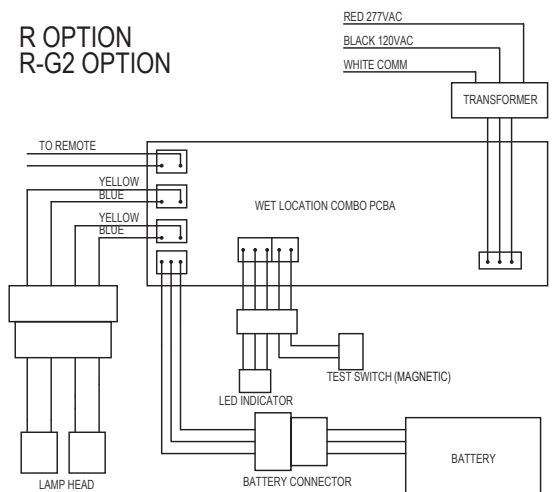 R OPTION
R-G2 OPTION
RED 277VAC
BLACK 120VAC
WHITE COMM
TRANSFORMER
TO REMOTE
YELLOW
BLUE
YELLOW
BLUE
WET LOCATION COMBO PCBA
TEST SWITCH (MAGNETIC)
LED INDICATOR
LAMP HEAD
BATTERY CONNECTOR
BATTERY